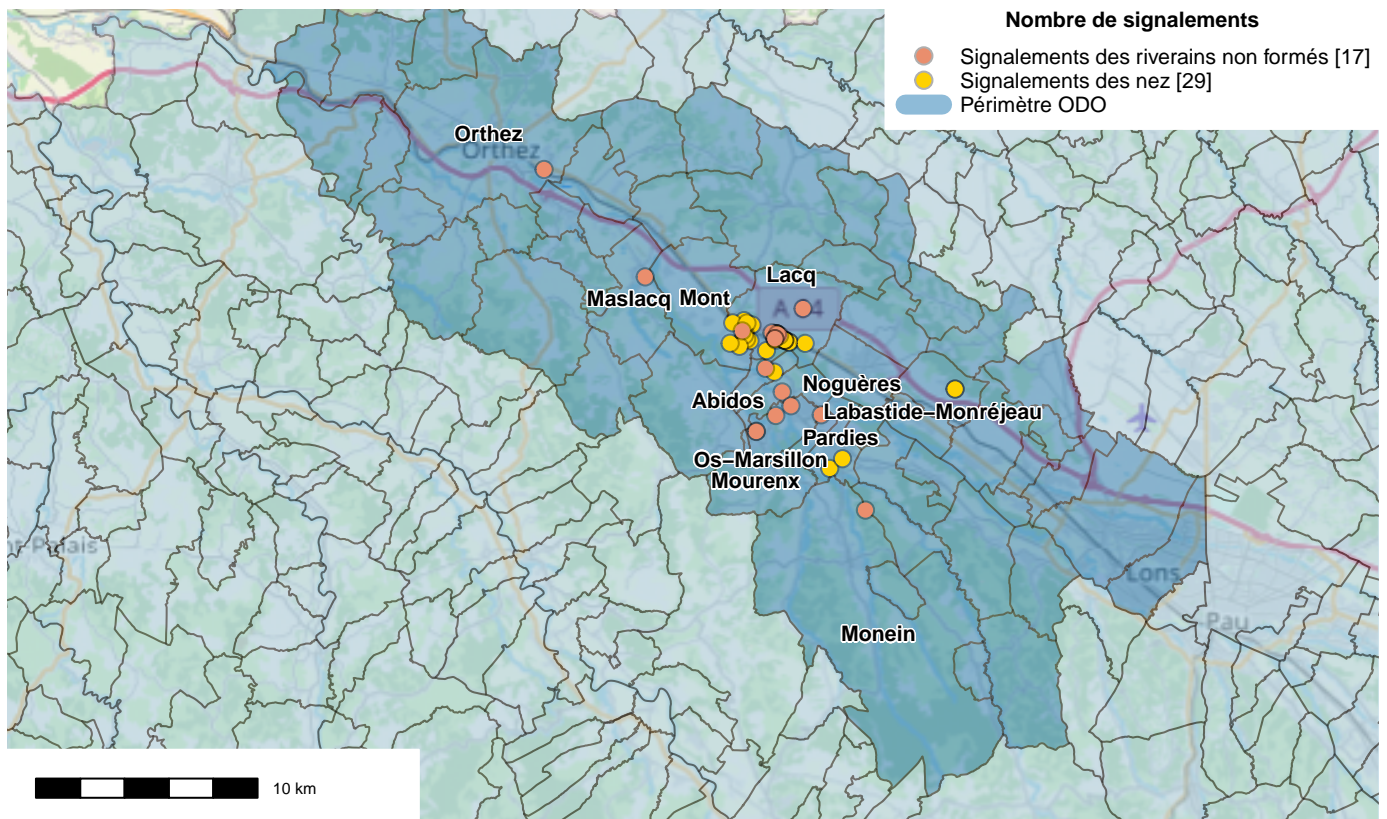 Nombre de signalements
Signalements des riverains non formés [17]
Signalements des nez [29]
Périmètre ODO
Orthez
Orthez
Lacq
Maslacq
Mont
Noguères
Abidos
Labastide–Monréjeau
Pardies
Os–Marsillon
Mourenx
Lons
Pau
Monein
10 km